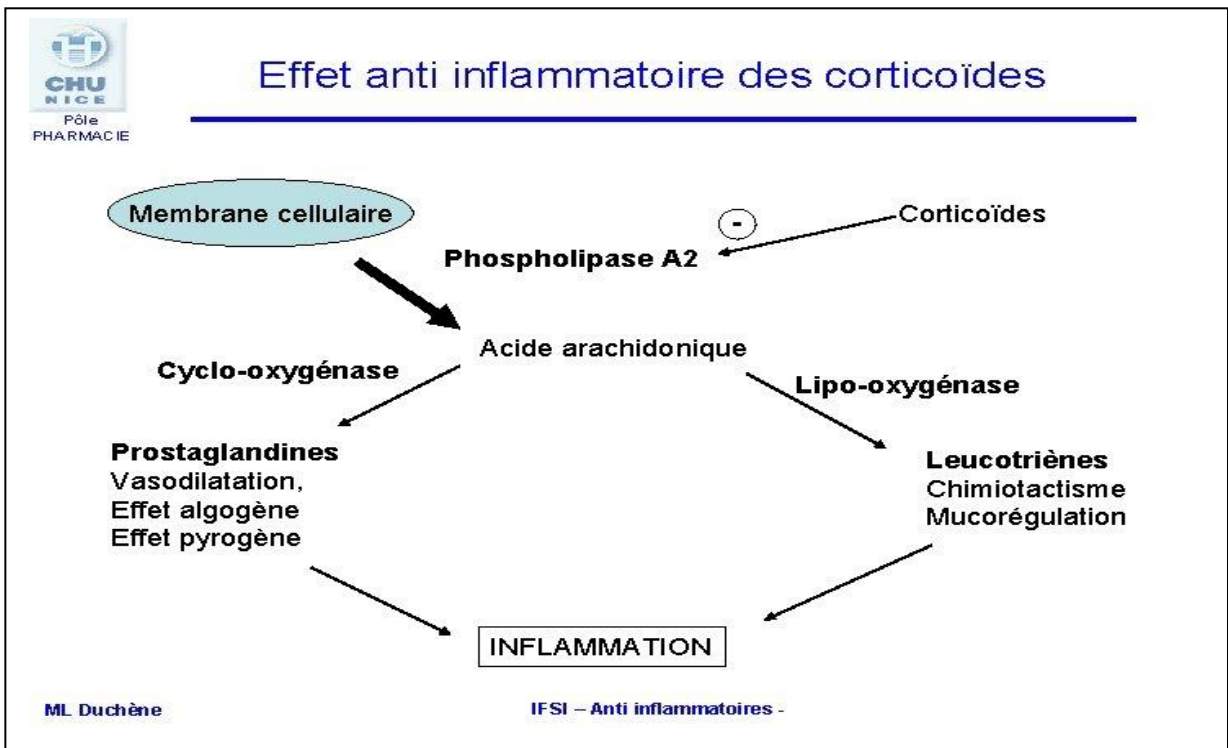 CHU
NICE
Pôle
PHARMACIE
Effet anti inflammatoire des corticoïdes
Membrane cellulaire
-
Corticoïdes
Phospholipase A2
Acide arachidonique
Cyclo-oxygénase
Lipo-oxygénase
Prostaglandines
Vasodilatation,
Effet algogène
Effet pyrogène
Leucotriènes
Chimiotactisme
Mucorégulation
INFLAMMATION
ML Duchène
IFSI – Anti inflammatoires -